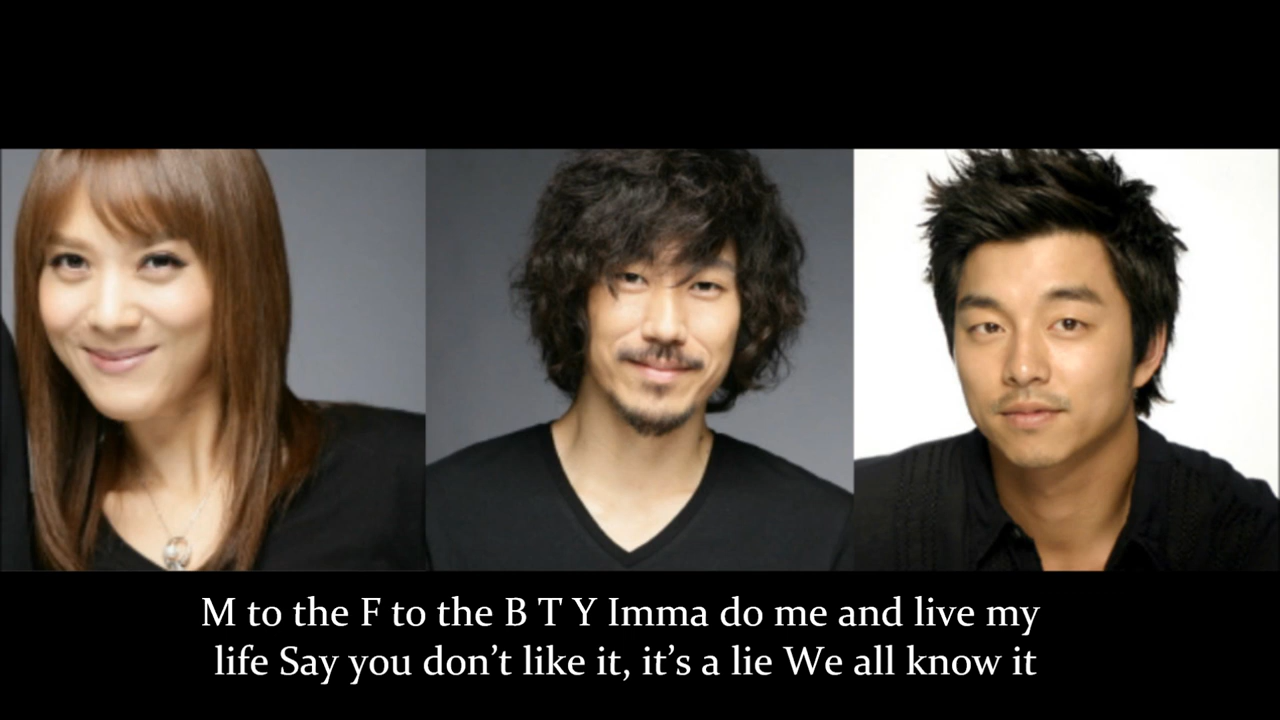 M to the F to the B T Y Imma do me and live my
life Say you don’t like it, it’s a lie We all know it